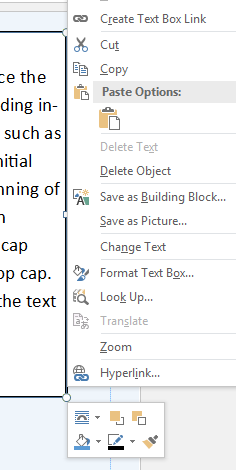 Create Text Box Link
Cut
Copy
Paste Options:
Delete Text
Delete Object
Save as Building Block...
Save as Picture...
Change Text
Format Text Box...
Look Up...
Translate
Zoom
Hyperlink...
ce the
ding in-
such as
nitial
nning of
cap
op cap.
the text